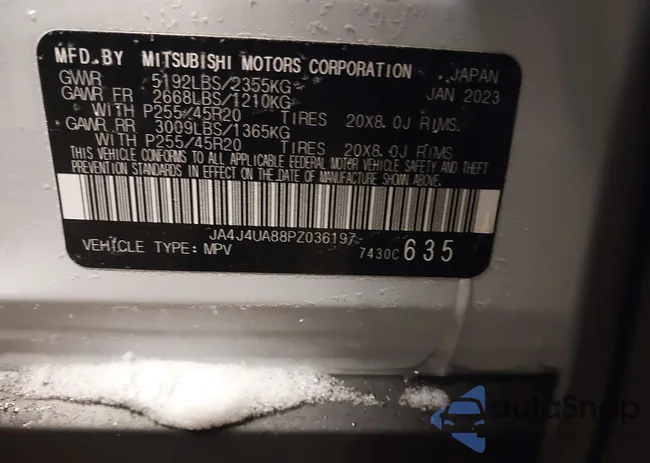 MFD.BY MITSUBISHI MOTORS CORPORATION JAPAN
GVWR 5192LBS/2355KG JAN 2023
GAWR FR 2668LBS/1210KG
WITH P255/45R20 TIRES 20X8.0J RIMS
GAWR RR 3009LBS/1365KG
WITH P255/45R20 TIRES 20X8.0J RIMS
THIS VEHICLE CONFORMS TO ALL APPLICABLE FEDERAL MOTOR VEHICLE SAFETY AND THEFT
PREVENTION STANDARDS IN EFFECT ON THE DATE OF MANUFACTURE SHOWN ABOVE.
JA4J4UA88PZ036197
VEHICLE TYPE: MPV 7430C 635
autoSnap